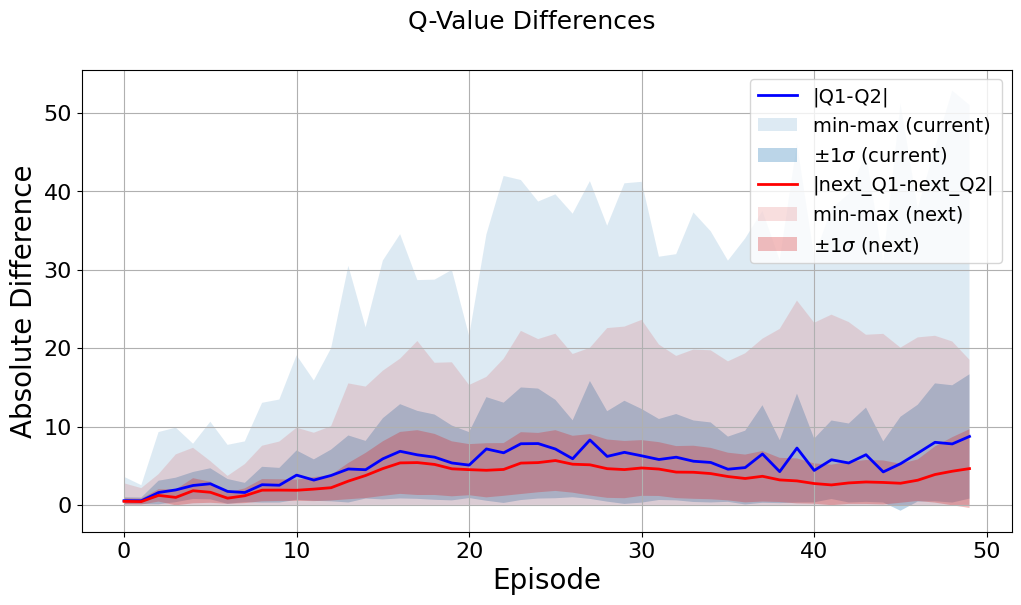 Q-Value Differences
|Q1-Q2|
min-max (current)
±1σ (current)
|next_Q1-next_Q2|
min-max (next)
±1σ (next)
50
40
30
20
10
0
Absolute Difference
0 10 20 30 40 50
Episode